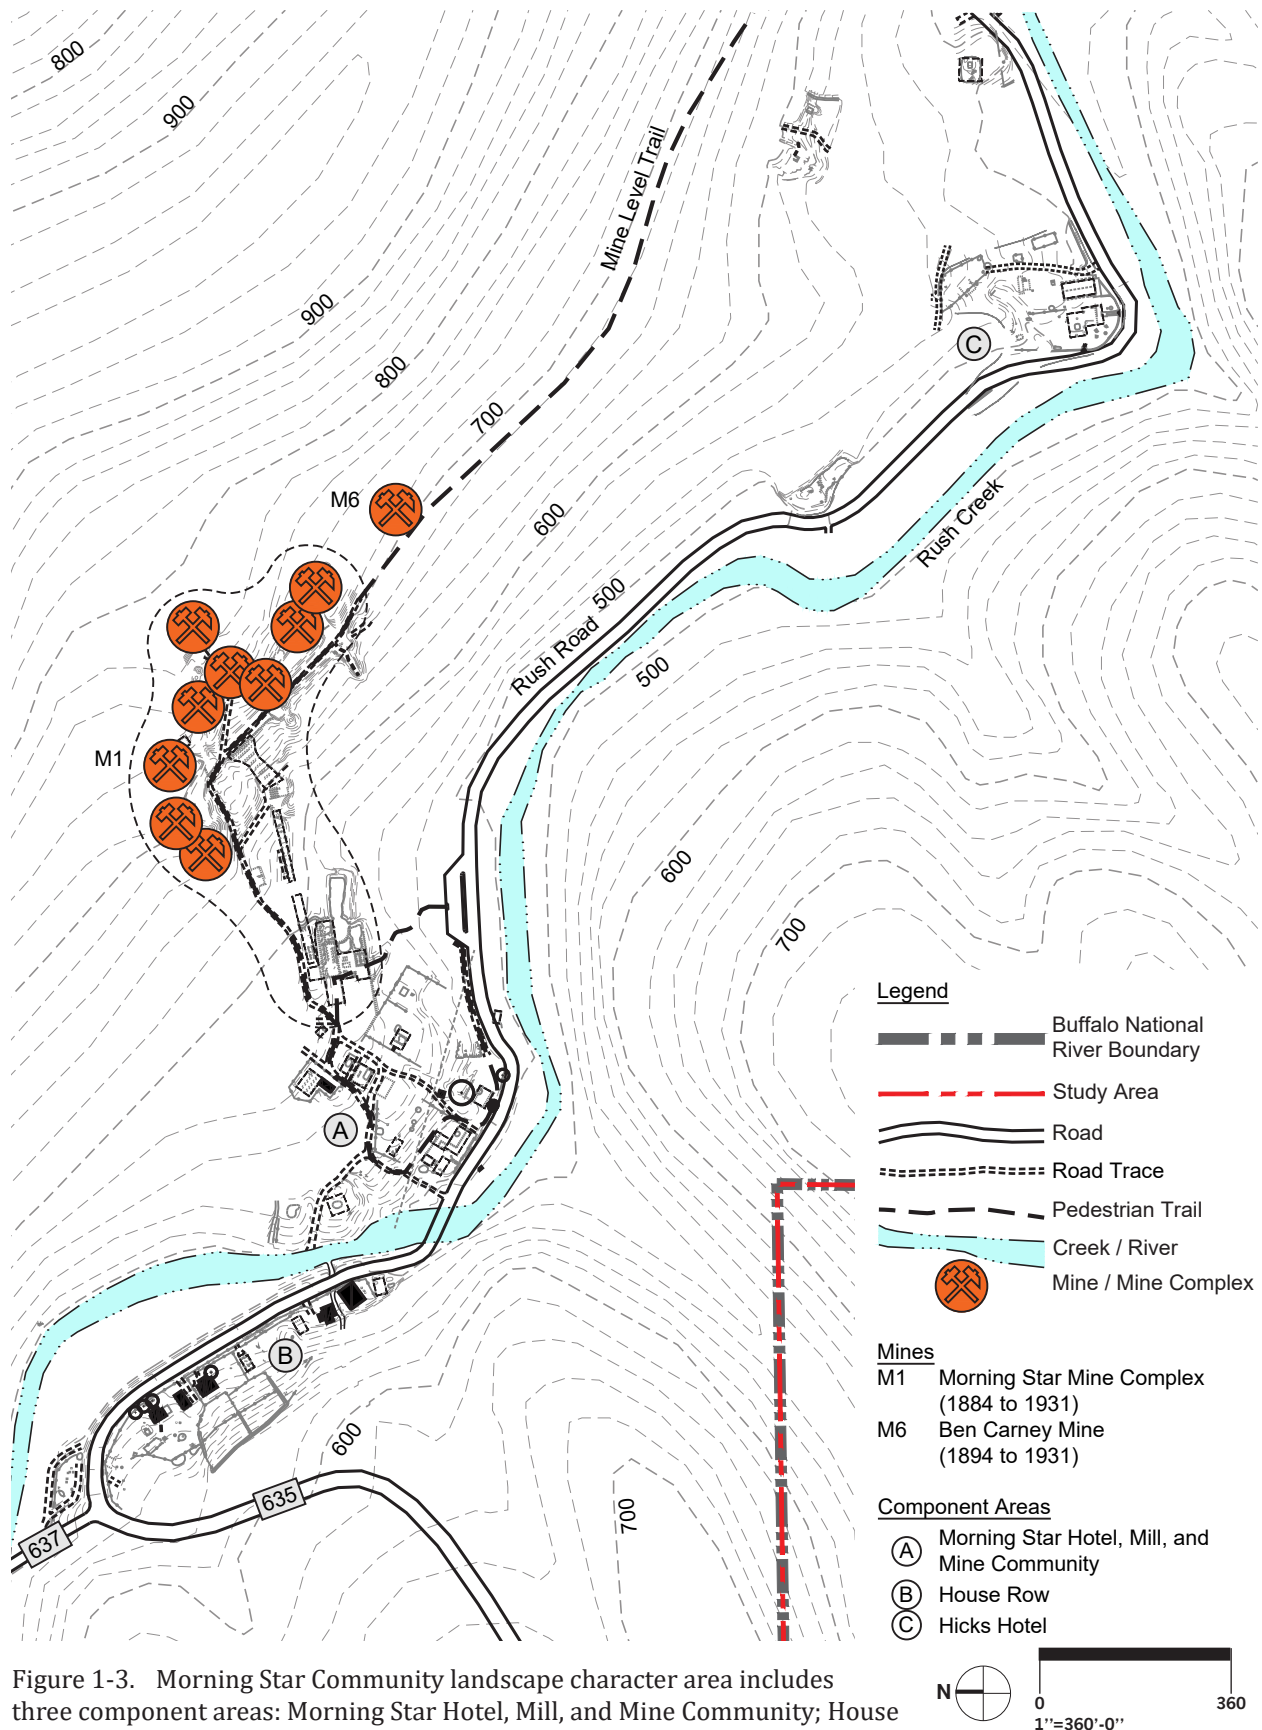 800
900
Mine Level Trail
900
800
700
C
M6
600
Rush Creek
500
Rush Road
500
M1
600
700
A
B
600
635
637
700
Legend
Buffalo National
River Boundary
Study Area
Road
Road Trace
Pedestrian Trail
Creek / River
Mine / Mine Complex
Mines
M1 Morning Star Mine Complex
(1884 to 1931)
M6 Ben Carney Mine
(1894 to 1931)
Component Areas
A Morning Star Hotel, Mill, and
Mine Community
B House Row
C Hicks Hotel
N
0 360
1''=360'-0''
Figure 1-3. Morning Star Community landscape character area includes
three component areas: Morning Star Hotel, Mill, and Mine Community; House